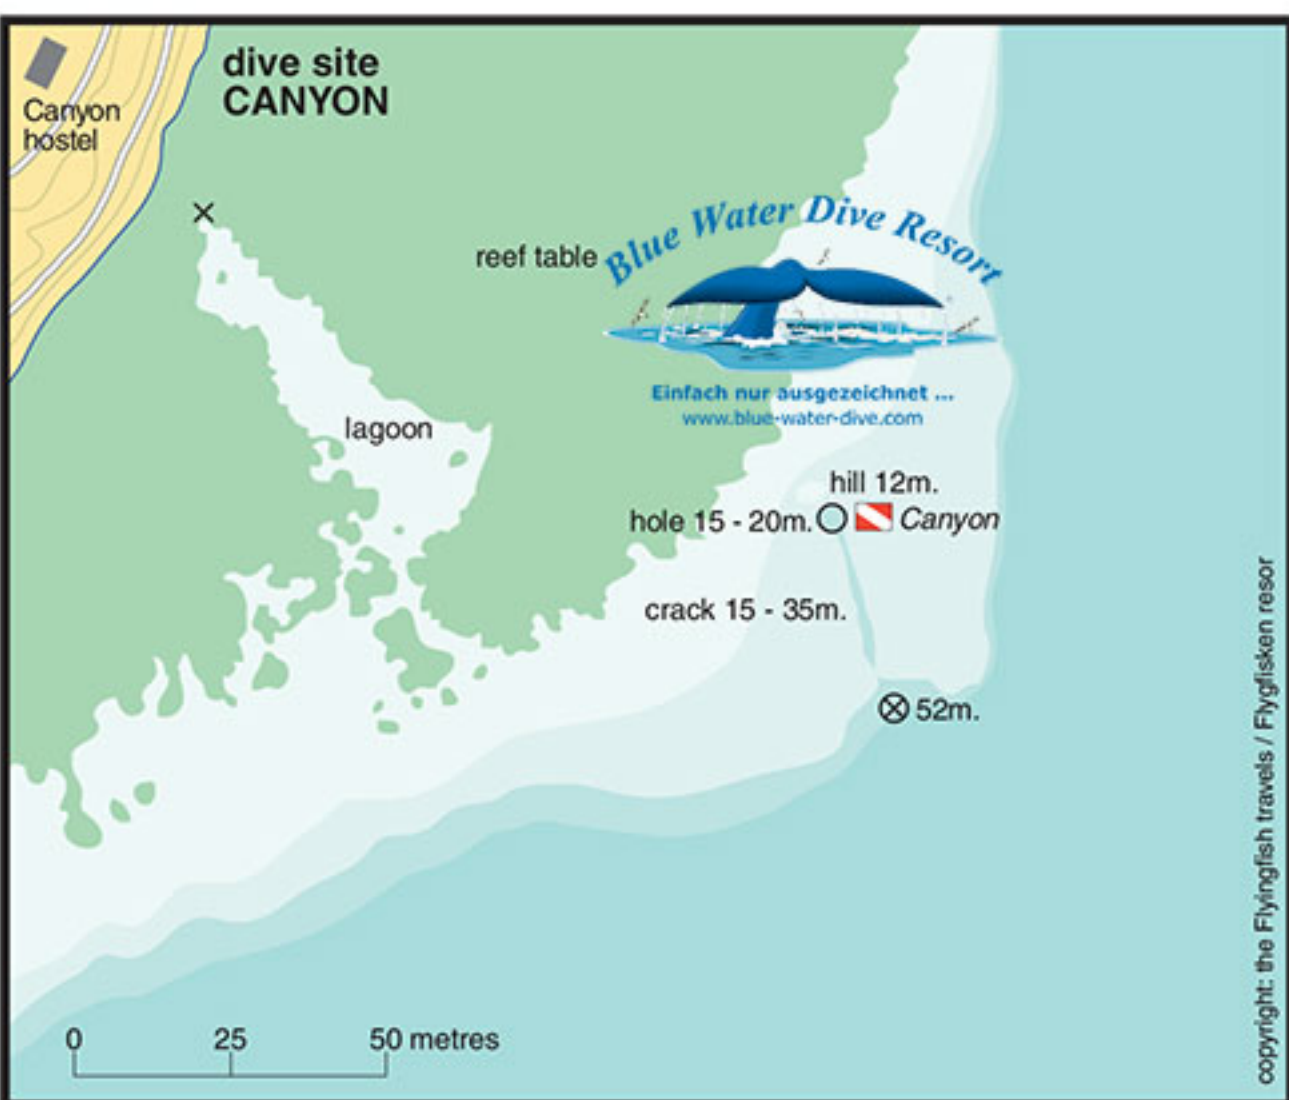 dive site
CANYON
Canyon
hostel
reef table
Blue Water Dive Resort
Einfach nur ausgezeichnet ...
www.blue-water-dive.com
lagoon
hill 12m.
hole 15 - 20m.
Canyon
crack 15 - 35m.
52m.
0 25 50 metres
copyright: the Flyingfish travels / Flygfisken resor